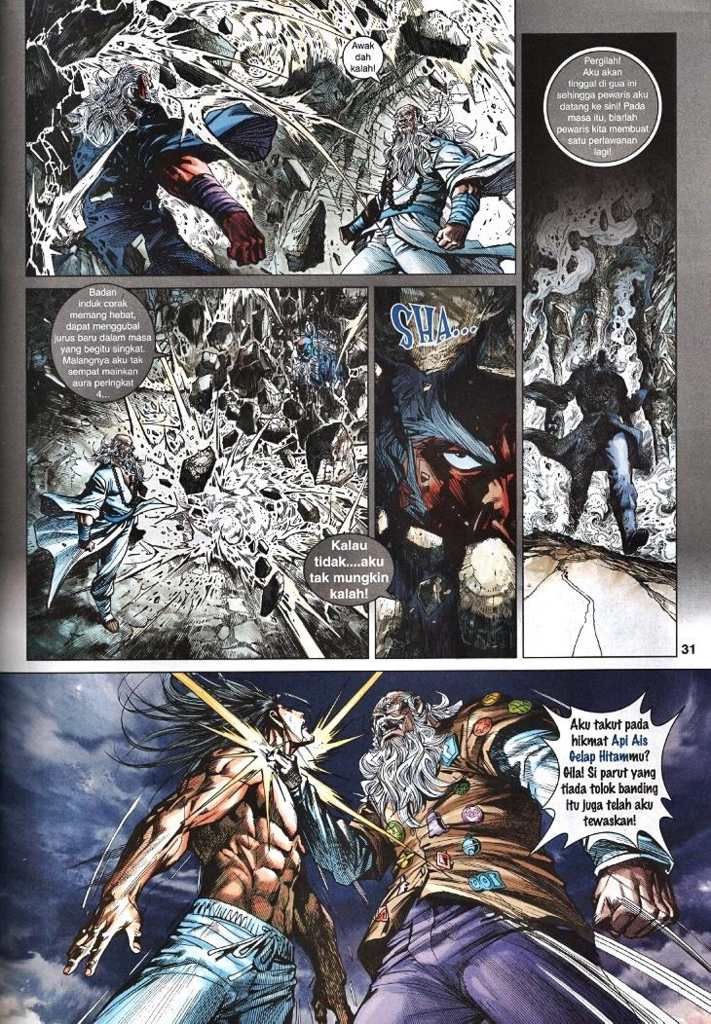 Awak
dah
kalah!
Pergilah!
Aku akan
tinggal di gua ini
sehingga pewaris aku
datang ke sini! Pada
masa itu, biarlah
pewaris kita membuat
satu perlawanan
lagi!
Badan
induk corak
memang hebat,
dapat menggubal
jurus baru dalam masa
yang begitu singkat.
Malangnya aku tak
sempat mainkan
aura peringkat
4...
SHA...
Kalau
tidak....aku
tak mungkin
kalah!
31
Aku takut pada
hikmat Api Ais
Gelap Hitammu?
Gila! Si parut yang
tiada tolok banding
itu juga telah aku
tewaskan!